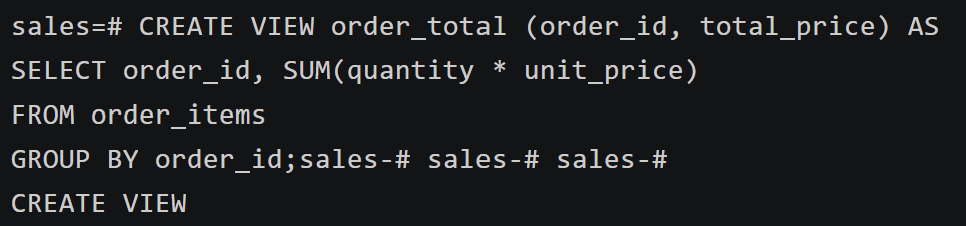 sales=# CREATE VIEW order_total (order_id, total_price) AS
SELECT order_id, SUM(quantity * unit_price)
FROM order_items
GROUP BY order_id;sales-# sales-# sales-#
CREATE VIEW